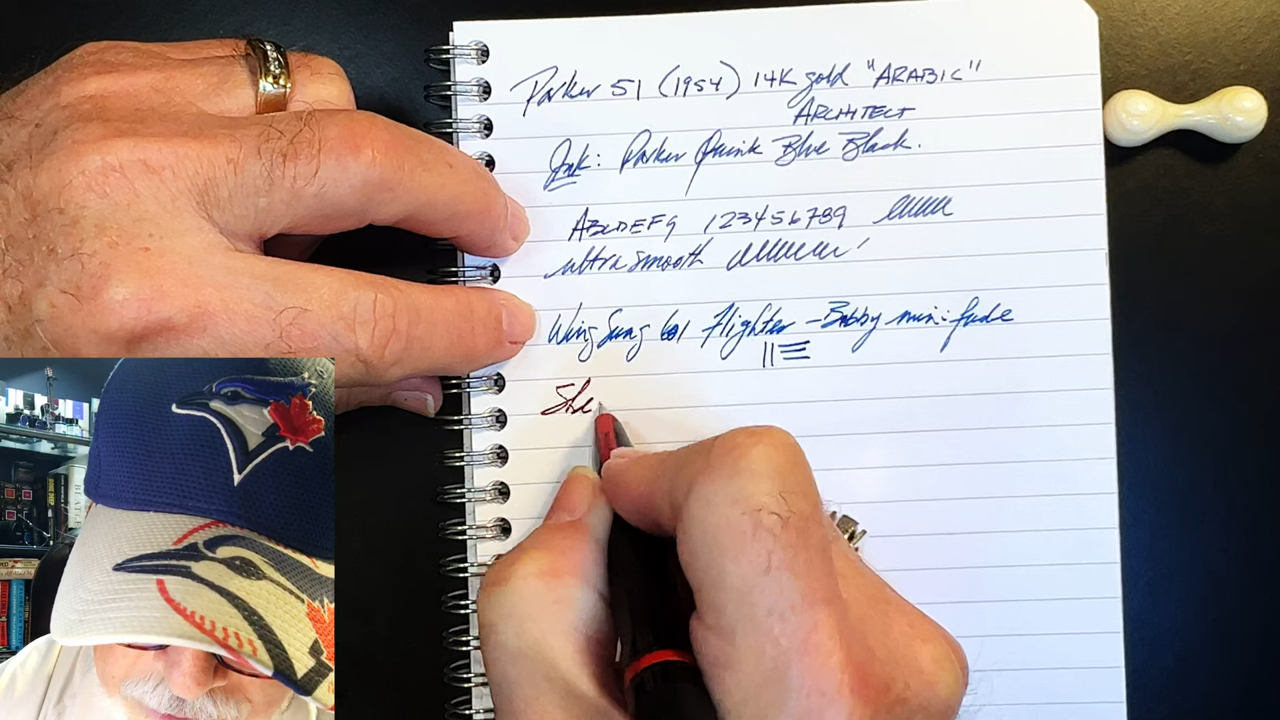 Parker 51 (1954) 14K gold "ARABIC"
ARCHITECT
Ink: Parker Quink Blue Black.
ABCDEFG 123456789
ultra smooth
Wing Sung 601 Flighter - Bobby mini fude
She